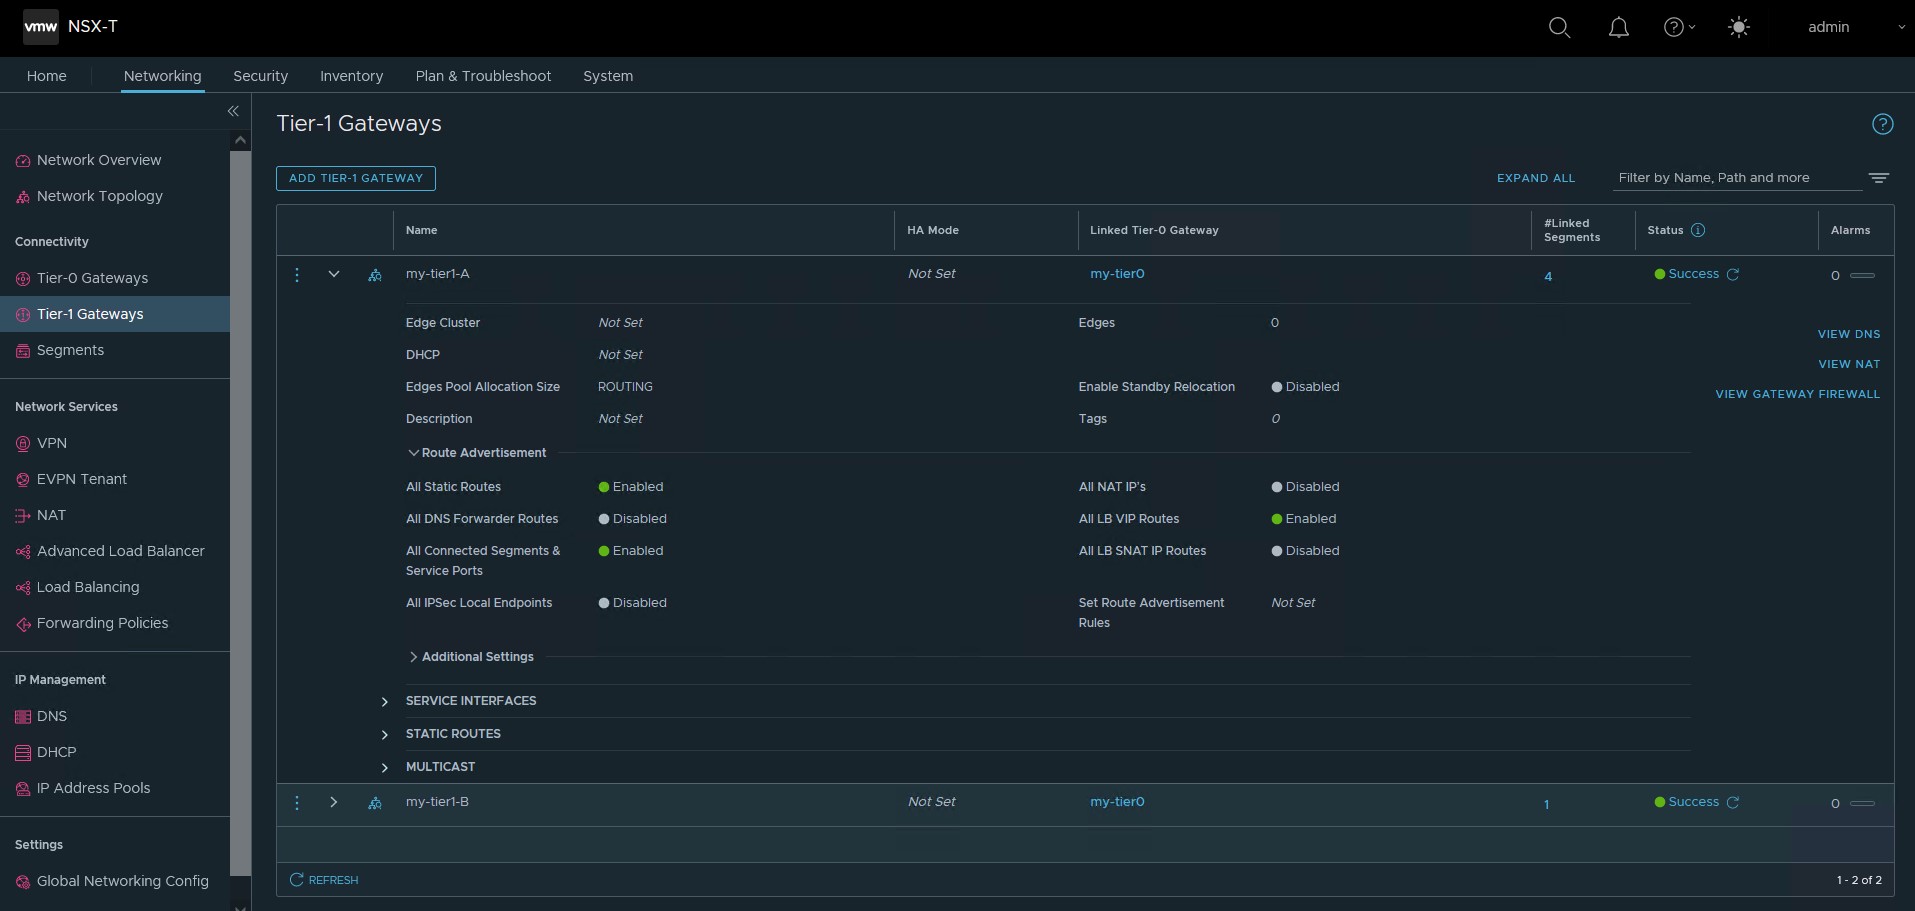 vmw NSX-T
admin
Home Networking Security Inventory Plan & Troubleshoot System
Network Overview
Network Topology
Connectivity
Tier-0 Gateways
Tier-1 Gateways
Segments
Network Services
VPN
EVPN Tenant
NAT
Advanced Load Balancer
Load Balancing
Forwarding Policies
IP Management
DNS
DHCP
IP Address Pools
Settings
Global Networking Config
Tier-1 Gateways
ADD TIER-1 GATEWAY EXPAND ALL Filter by Name, Path and more
Name HA Mode Linked Tier-0 Gateway #Linked Segments Status Alarms
my-tier1-A Not Set my-tier0 4 Success 0
Edge Cluster Not Set Edges 0
DHCP Not Set
Edges Pool Allocation Size ROUTING Enable Standby Relocation Disabled
Description Not Set Tags 0
VIEW DNS
VIEW NAT
VIEW GATEWAY FIREWALL
Route Advertisement
All Static Routes Enabled All NAT IP's Disabled
All DNS Forwarder Routes Disabled All LB VIP Routes Enabled
All Connected Segments & Service Ports Enabled All LB SNAT IP Routes Disabled
All IPSec Local Endpoints Disabled Set Route Advertisement Rules Not Set
Additional Settings
SERVICE INTERFACES
STATIC ROUTES
MULTICAST
my-tier1-B Not Set my-tier0 1 Success 0
REFRESH 1 - 2 of 2